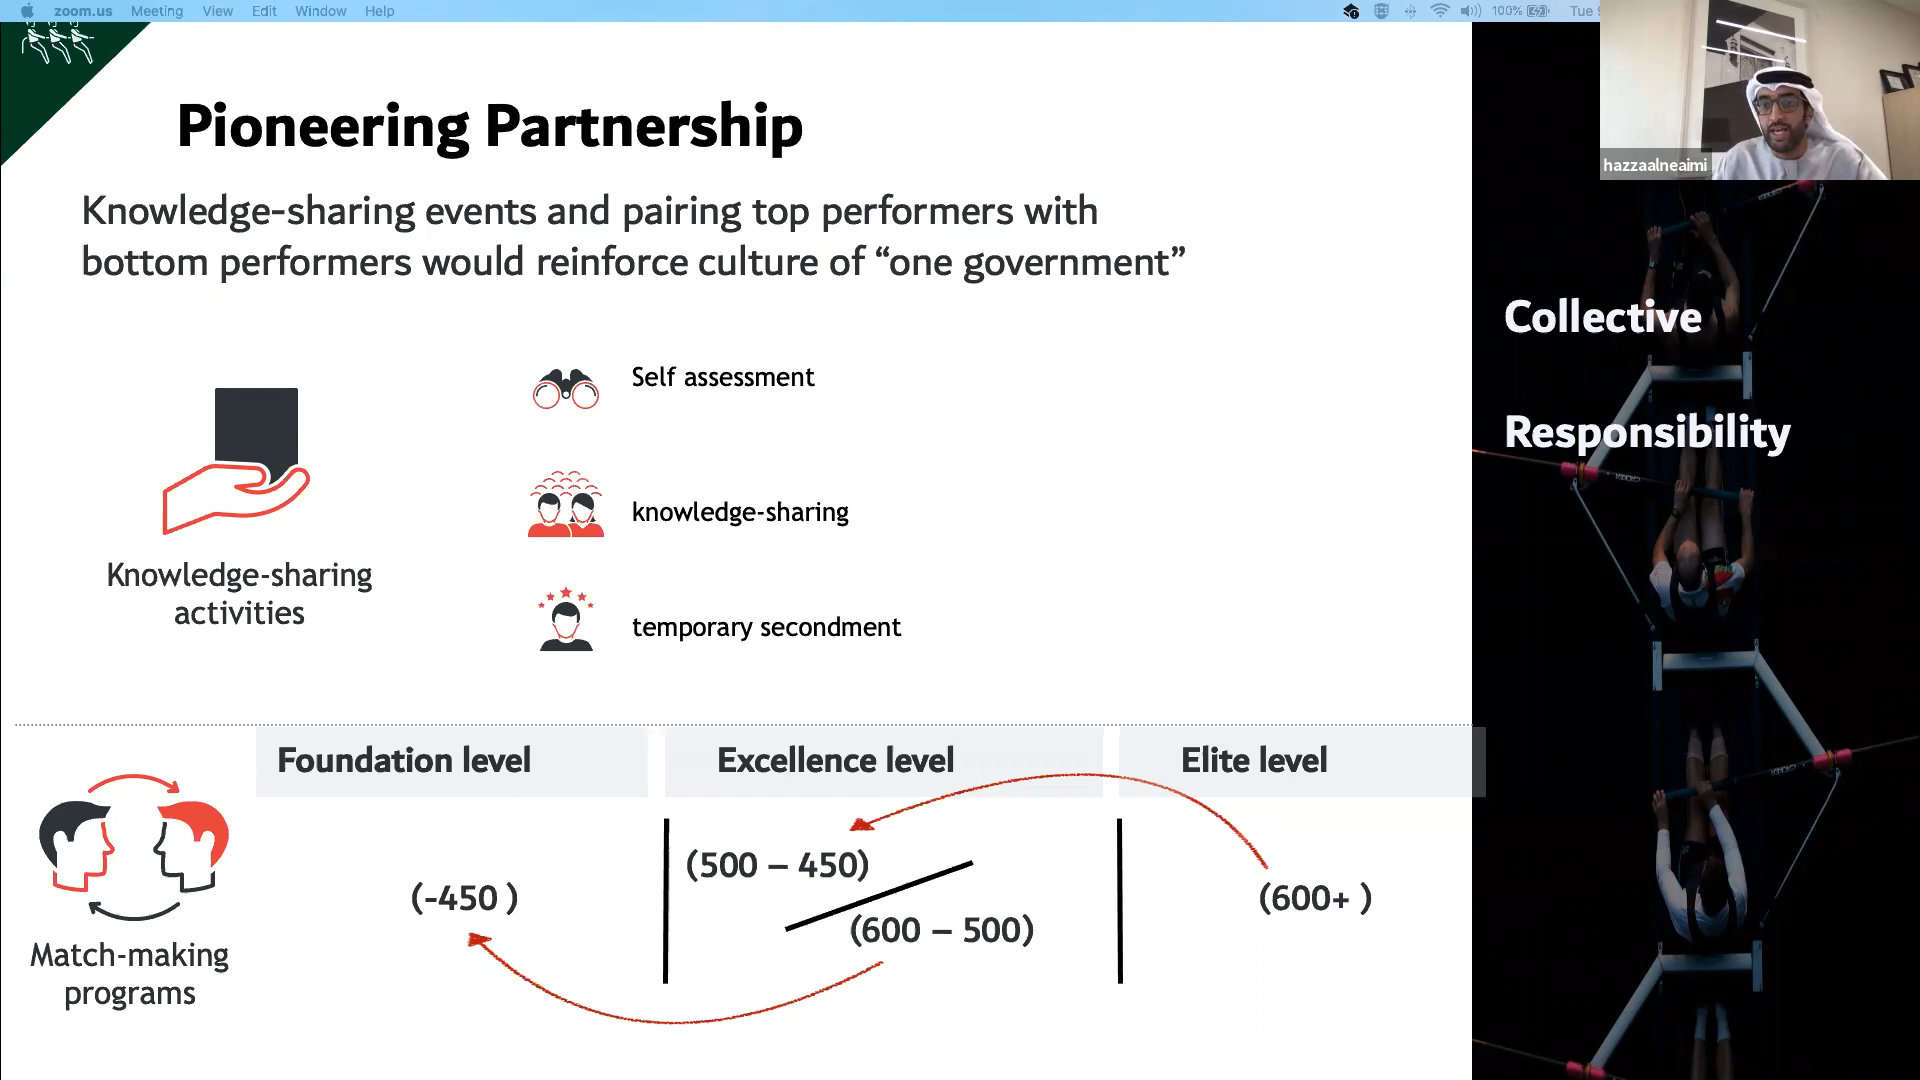 zoom.us Meeting View Edit Window Help
100% Tue
hazzaalneaimi
Pioneering Partnership
Knowledge-sharing events and pairing top performers with
bottom performers would reinforce culture of “one government”
Self assessment
knowledge-sharing
temporary secondment
Knowledge-sharing
activities
Collective
Responsibility
Foundation level
Excellence level
Elite level
(500 – 450)
(-450 )
(600+ )
(600 – 500)
Match-making
programs